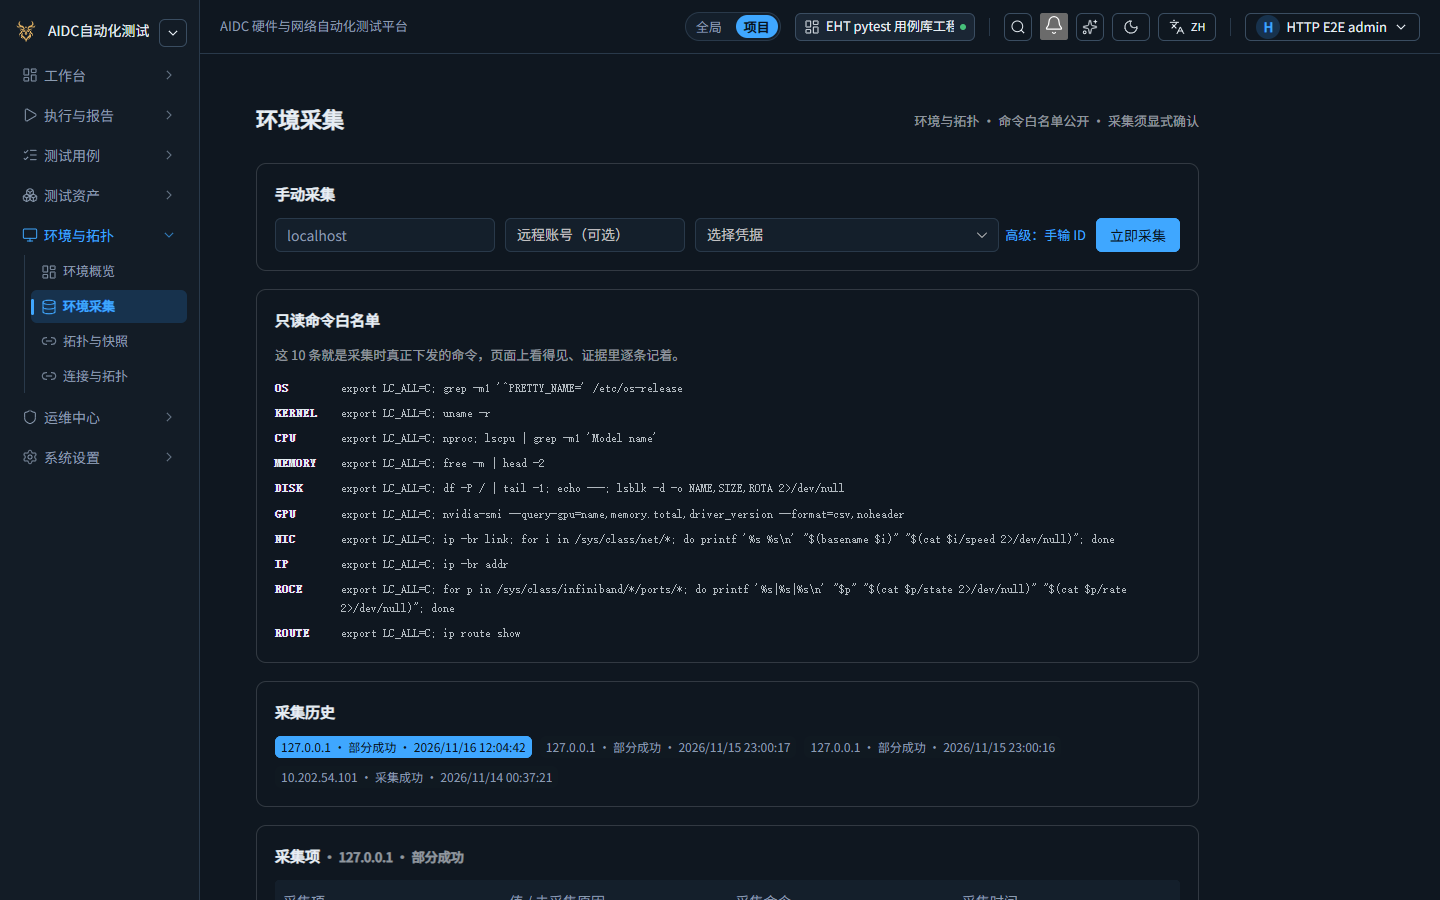 AIDC自动化测试
AIDC 硬件与网络自动化测试平台
全局
项目
EHT pytest 用例库工程
ZH
H
HTTP E2E admin
工作台
执行与报告
测试用例
测试资产
环境与拓扑
环境概览
环境采集
拓扑与快照
连接与拓扑
运维中心
系统设置
环境采集
环境与拓扑 • 命令白名单公开 • 采集须显式确认
手动采集
localhost
远程账号（可选）
选择凭据
高级：手输 ID
立即采集
只读命令白名单
这 10 条就是采集时真正下发的命令，页面上看得见、证据里逐条记着。
OS export LC_ALL=C; grep -m1 '^PRETTY_NAME=' /etc/os-release
KERNEL export LC_ALL=C; uname -r
CPU export LC_ALL=C; nproc; lscpu | grep -m1 'Model name'
MEMORY export LC_ALL=C; free -m | head -2
DISK export LC_ALL=C; df -P / | tail -1; echo ---; lsblk -d -o NAME,SIZE,ROTA 2>/dev/null
GPU export LC_ALL=C; nvidia-smi --query-gpu=name,memory.total,driver_version --format=csv,noheader
NIC export LC_ALL=C; ip -br link; for i in /sys/class/net/*; do printf '%s %s\n' "$(basename $i)" "$(cat $i/speed 2>/dev/null)"; done
IP export LC_ALL=C; ip -br addr
ROCE export LC_ALL=C; for p in /sys/class/infiniband/*/ports/*; do printf '%s|%s|%s\n' "$p" "$(cat $p/state 2>/dev/null)" "$(cat $p/rate
2>/dev/null)"; done
ROUTE export LC_ALL=C; ip route show
采集历史
127.0.0.1 • 部分成功 • 2026/11/16 12:04:42
127.0.0.1 • 部分成功 • 2026/11/15 23:00:17
127.0.0.1 • 部分成功 • 2026/11/15 23:00:16
10.202.54.101 • 采集成功 • 2026/11/14 00:37:21
采集项 • 127.0.0.1 • 部分成功
采集项
值 / 未采集原因
采集命令
采集时间